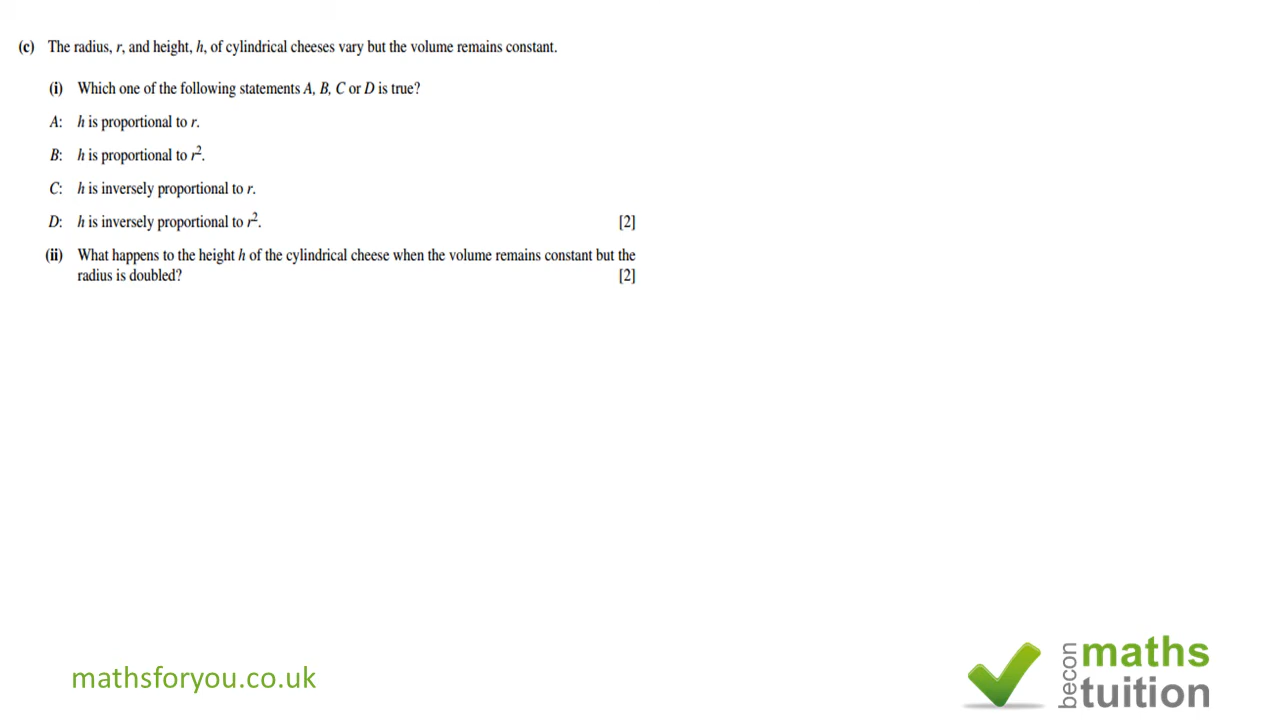 (c) The radius, r, and height, h, of cylindrical cheeses vary but the volume remains constant.
(i) Which one of the following statements A, B, C or D is true?
A: h is proportional to r.
B: h is proportional to r².
C: h is inversely proportional to r.
D: h is inversely proportional to r². [2]
(ii) What happens to the height h of the cylindrical cheese when the volume remains constant but the
radius is doubled? [2]
mathsforyou.co.uk
becon
maths
tuition